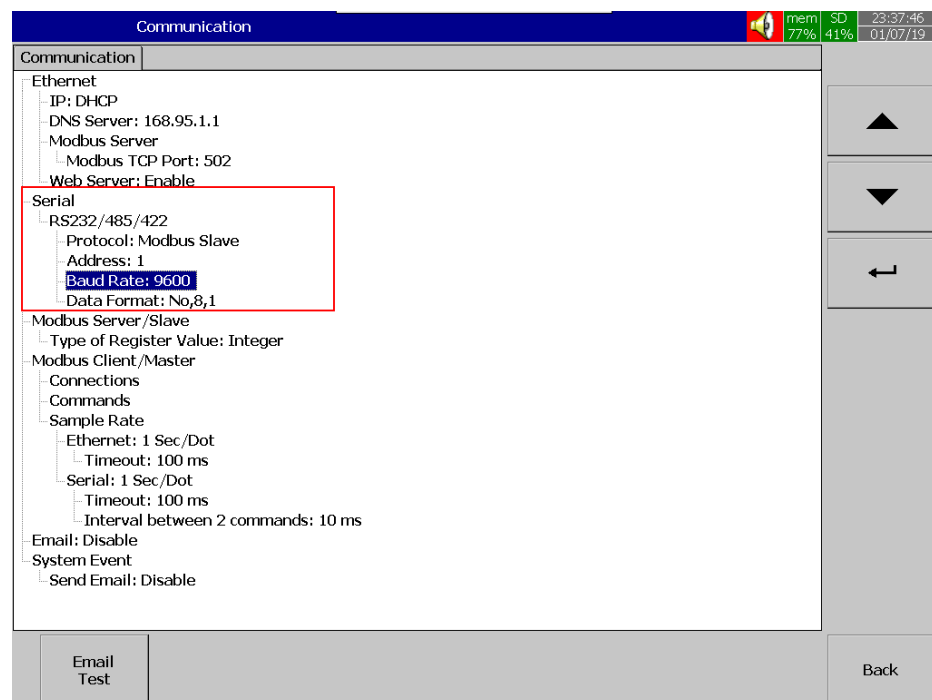 Communication
mem SD 23:37:46
77% 41% 01/07/19
Communication
Ethernet
IP: DHCP
DNS Server: 168.95.1.1
Modbus Server
Modbus TCP Port: 502
Web Server: Enable
Serial
RS232/485/422
Protocol: Modbus Slave
Address: 1
Baud Rate: 9600
Data Format: No,8,1
Modbus Server/Slave
Type of Register Value: Integer
Modbus Client/Master
Connections
Commands
Sample Rate
Ethernet: 1 Sec/Dot
Timeout: 100 ms
Serial: 1 Sec/Dot
Timeout: 100 ms
Interval between 2 commands: 10 ms
Email: Disable
System Event
Send Email: Disable
Email
Test
Back